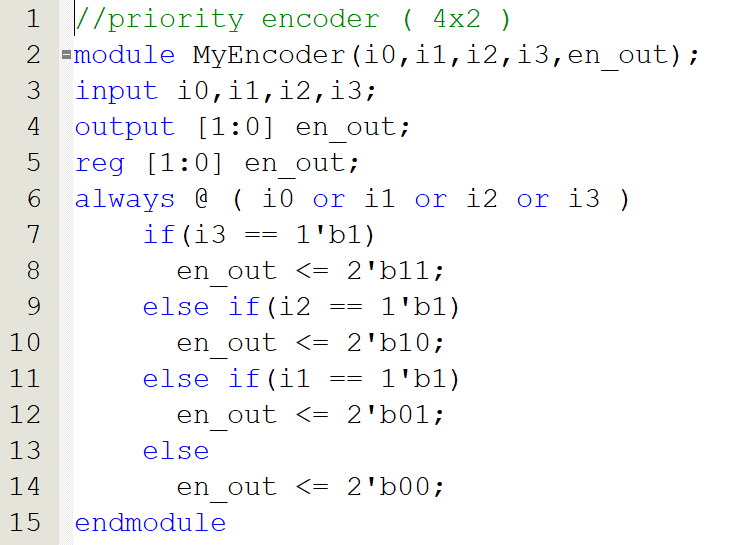 1 //priority encoder ( 4x2 )
2 module MyEncoder(i0,i1,i2,i3,en_out);
3 input i0,i1,i2,i3;
4 output [1:0] en_out;
5 reg [1:0] en_out;
6 always @ ( i0 or i1 or i2 or i3 )
7     if(i3 == 1'b1)
8       en_out <= 2'b11;
9     else if(i2 == 1'b1)
10       en_out <= 2'b10;
11     else if(i1 == 1'b1)
12       en_out <= 2'b01;
13     else
14       en_out <= 2'b00;
15 endmodule